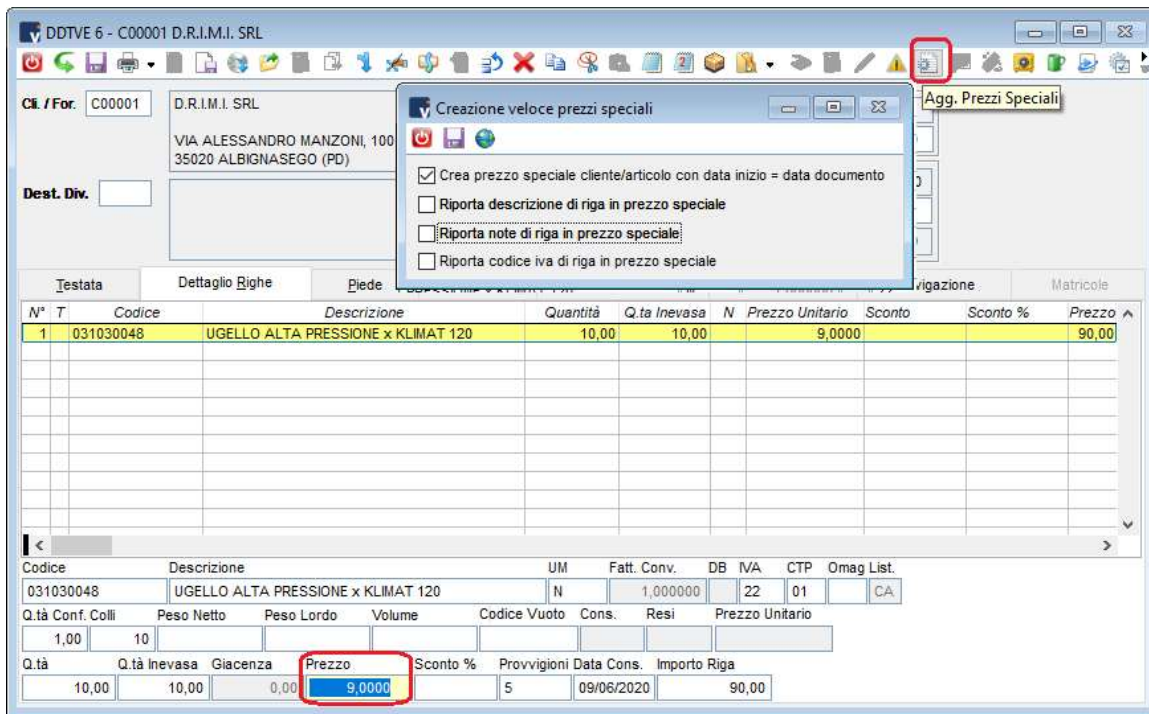 DDTVE 6 - C00001 D.R.I.M.I. SRL
Agg. Prezzi Speciali
Cli. / For. C00001 D.R.I.M.I. SRL
VIA ALESSANDRO MANZONI, 100
35020 ALBIGNASEGO (PD)
Dest. Div.
Creazione veloce prezzi speciali
Crea prezzo speciale cliente/articolo con data inizio = data documento
Riporta descrizione di riga in prezzo speciale
Riporta note di riga in prezzo speciale
Riporta codice iva di riga in prezzo speciale
Testata Dettaglio Righe Piede Matricole
N° T Codice Descrizione Quantità Q.ta Inevasa N Prezzo Unitario Sconto Sconto % Prezzo
1 031030048 UGELLO ALTA PRESSIONE x KLIMAT 120 10,00 10,00 9,0000 90,00
Codice Descrizione UM Fatt. Conv. DB IVA CTP Omag List.
031030048 UGELLO ALTA PRESSIONE x KLIMAT 120 N 1,000000 22 01 CA
Q.tà Conf. Colli Peso Netto Peso Lordo Volume Codice Vuoto Cons. Resi Prezzo Unitario
1,00 10
Q.tà Q.tà Inevasa Giacenza Prezzo Sconto % Provvigioni Data Cons. Importo Riga
10,00 10,00 0,00 9,0000 5 09/06/2020 90,00